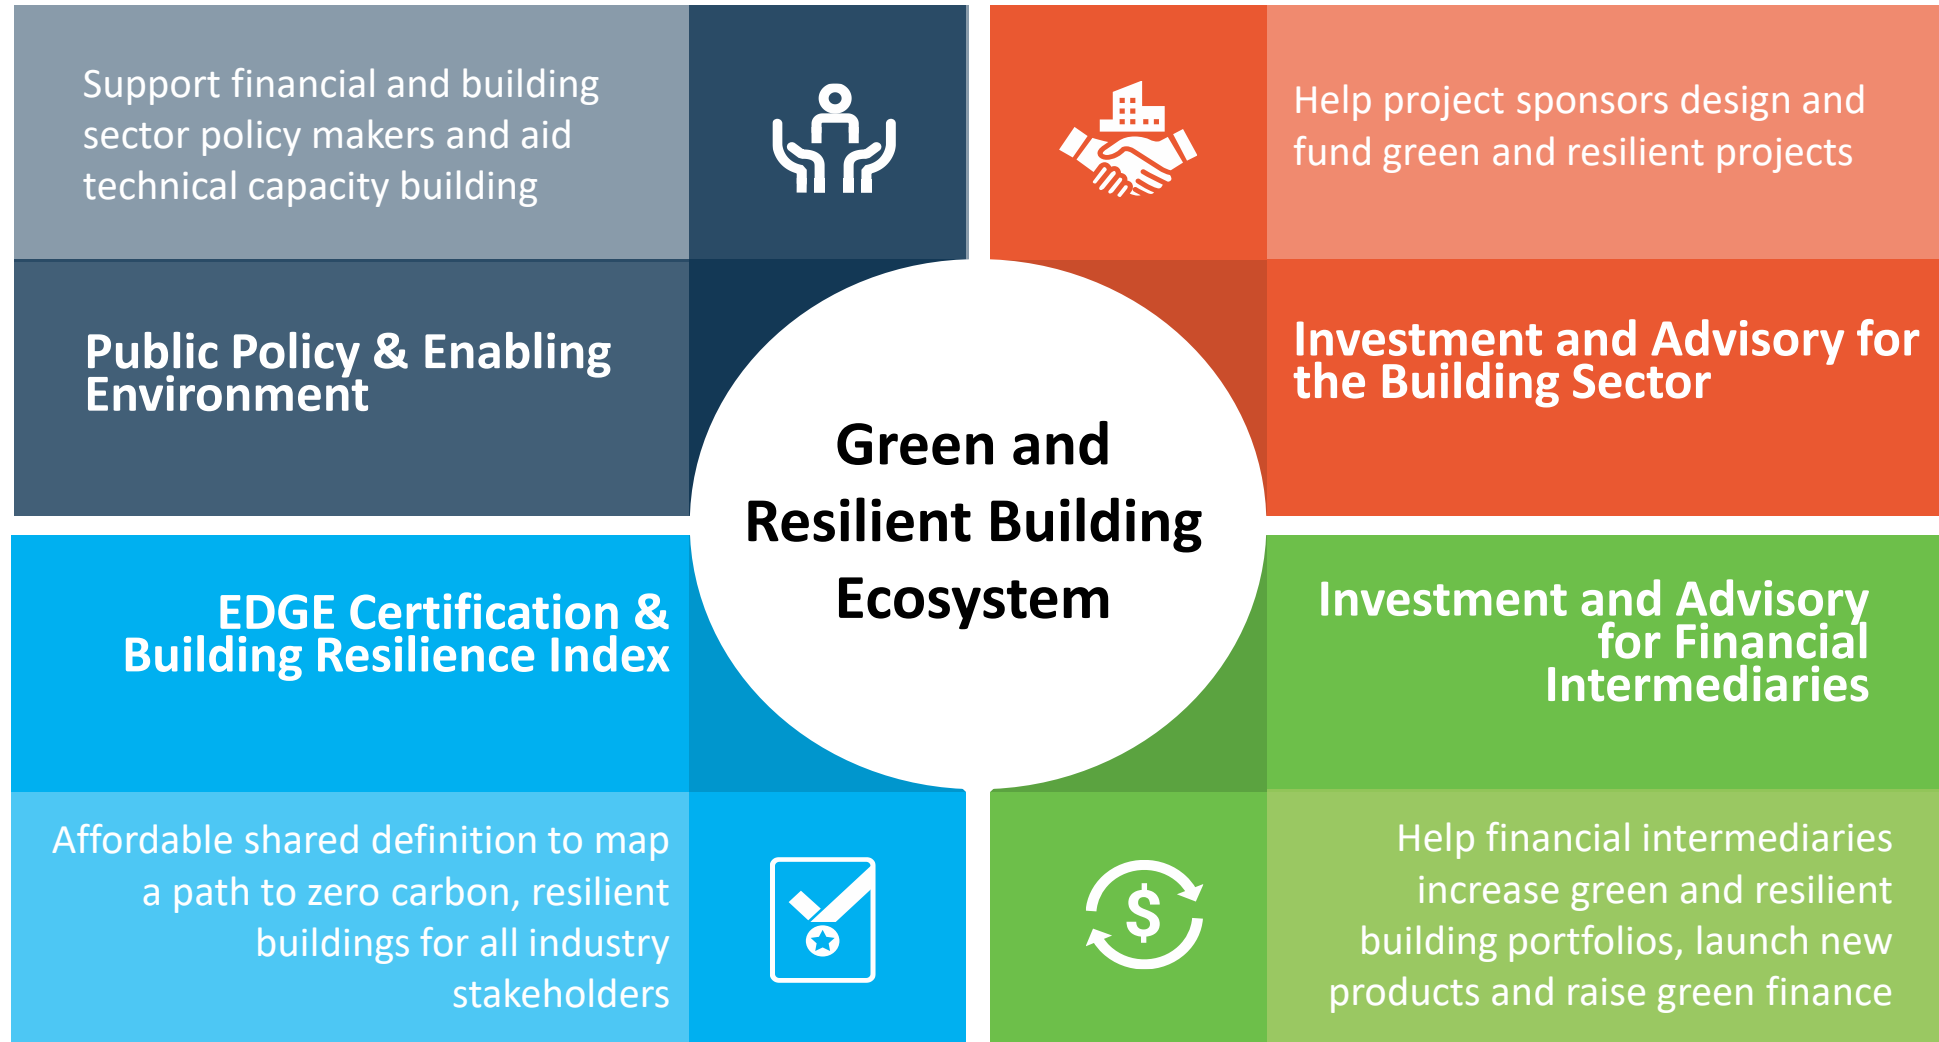 Support financial and building
sector policy makers and aid
technical capacity building
Public Policy & Enabling
Environment
Help project sponsors design and
fund green and resilient projects
Investment and Advisory for
the Building Sector
Green and
Resilient Building
Ecosystem
EDGE Certification &
Building Resilience Index
Affordable shared definition to map
a path to zero carbon, resilient
buildings for all industry
stakeholders
Investment and Advisory
for Financial
Intermediaries
$
Help financial intermediaries
increase green and resilient
building portfolios, launch new
products and raise green finance